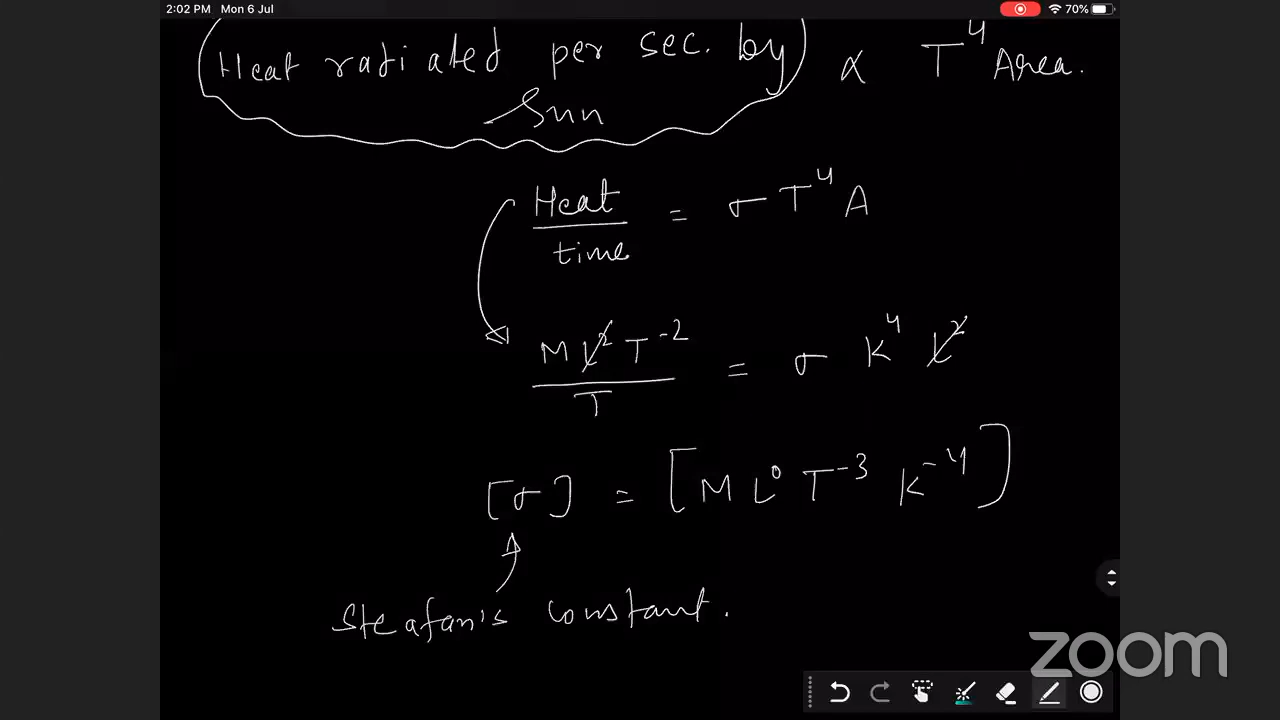 2:02 PM Mon 6 Jul 70%
Heat radiated per sec. by Sun ∝ T⁴ Area.
Heat/time = σ T⁴ A
M L² T⁻²/T = σ K⁴ L²
[σ] = [M L⁰ T⁻³ K⁻⁴]
Steafan's constant.
zoom